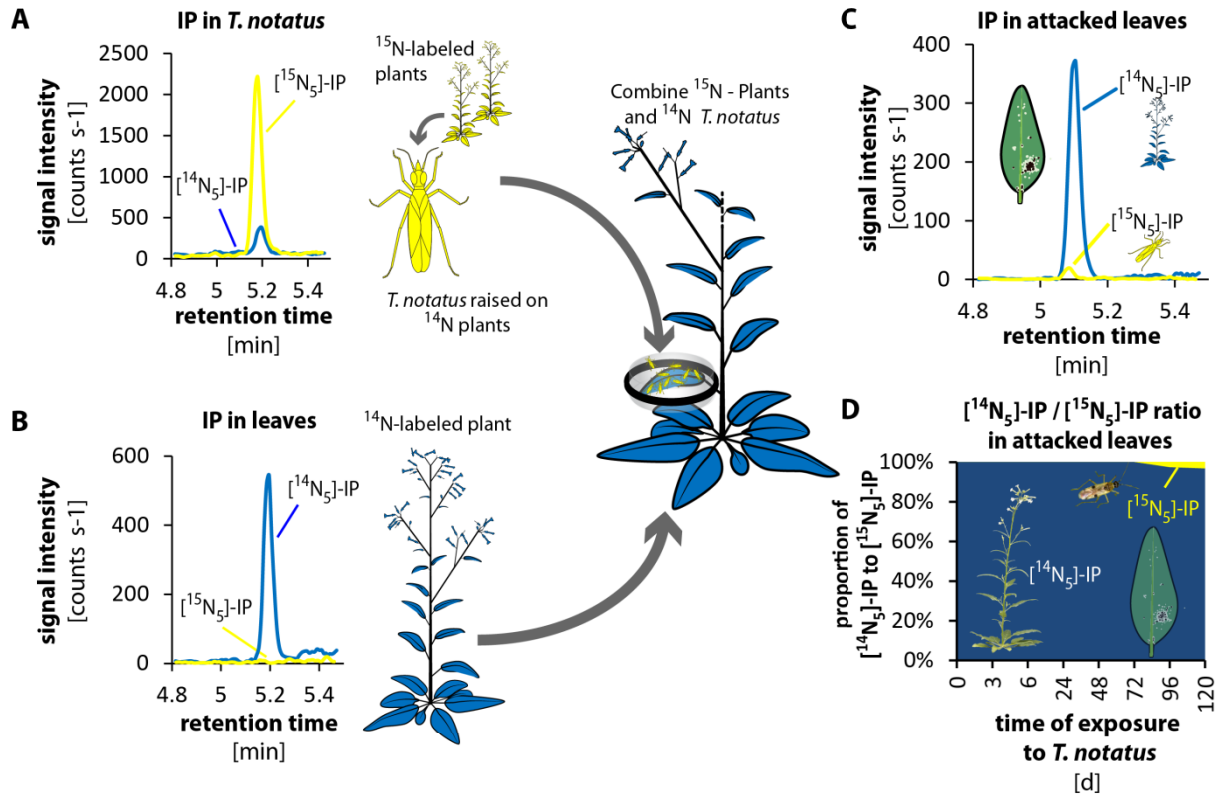 A
IP in T. notatus
signal intensity
[counts s-1]
2500
2000
1500
1000
500
0
[¹⁵N₅]-IP
[¹⁴N₅]-IP
4.8 5 5.2 5.4
retention time
[min]
¹⁵N-labeled
plants
T. notatus raised on
¹⁴N plants
Combine ¹⁵N - Plants
and ¹⁴N T. notatus
B
IP in leaves
signal intensity
[counts s-1]
600
400
200
0
[¹⁴N₅]-IP
[¹⁵N₅]-IP
4.8 5 5.2 5.4
retention time
[min]
¹⁴N-labeled plant
C
IP in attacked leaves
signal intensity
[counts s-1]
400
300
200
100
0
[¹⁴N₅]-IP
[¹⁵N₅]-IP
4.8 5 5.2 5.4
retention time
[min]
D
[¹⁴N₅]-IP / [¹⁵N₅]-IP ratio
in attacked leaves
proportion of
[¹⁴N₅]-IP to [¹⁵N₅]-IP
100%
80%
60%
40%
20%
0%
[¹⁵N₅]-IP
[¹⁴N₅]-IP
0 3 6 24 48 72 96 120
time of exposure
to T. notatus
[d]